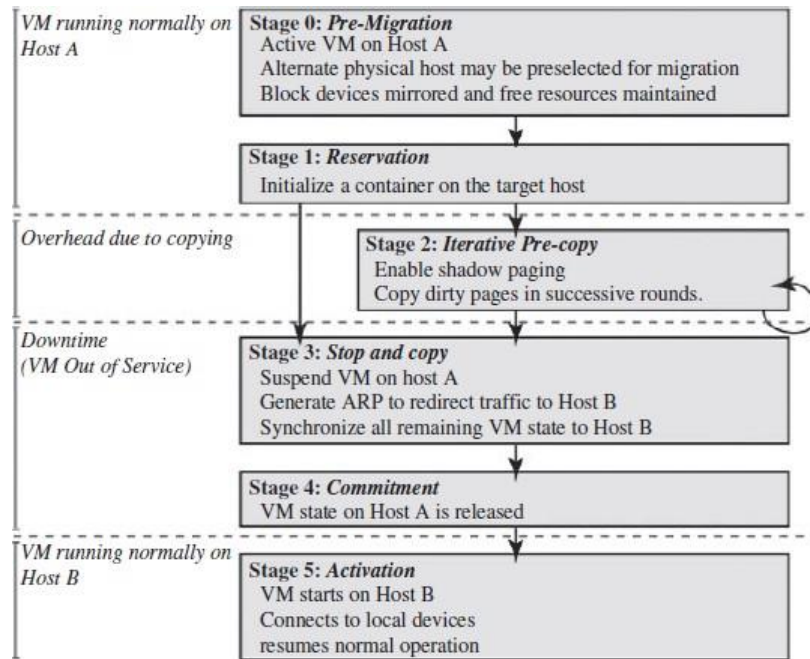 VM running normally on
Host A
Stage 0: Pre-Migration
Active VM on Host A
Alternate physical host may be preselected for migration
Block devices mirrored and free resources maintained
Stage 1: Reservation
Initialize a container on the target host
Overhead due to copying
Stage 2: Iterative Pre-copy
Enable shadow paging
Copy dirty pages in successive rounds.
Downtime
(VM Out of Service)
Stage 3: Stop and copy
Suspend VM on host A
Generate ARP to redirect traffic to Host B
Synchronize all remaining VM state to Host B
Stage 4: Commitment
VM state on Host A is released
VM running normally on
Host B
Stage 5: Activation
VM starts on Host B
Connects to local devices
resumes normal operation